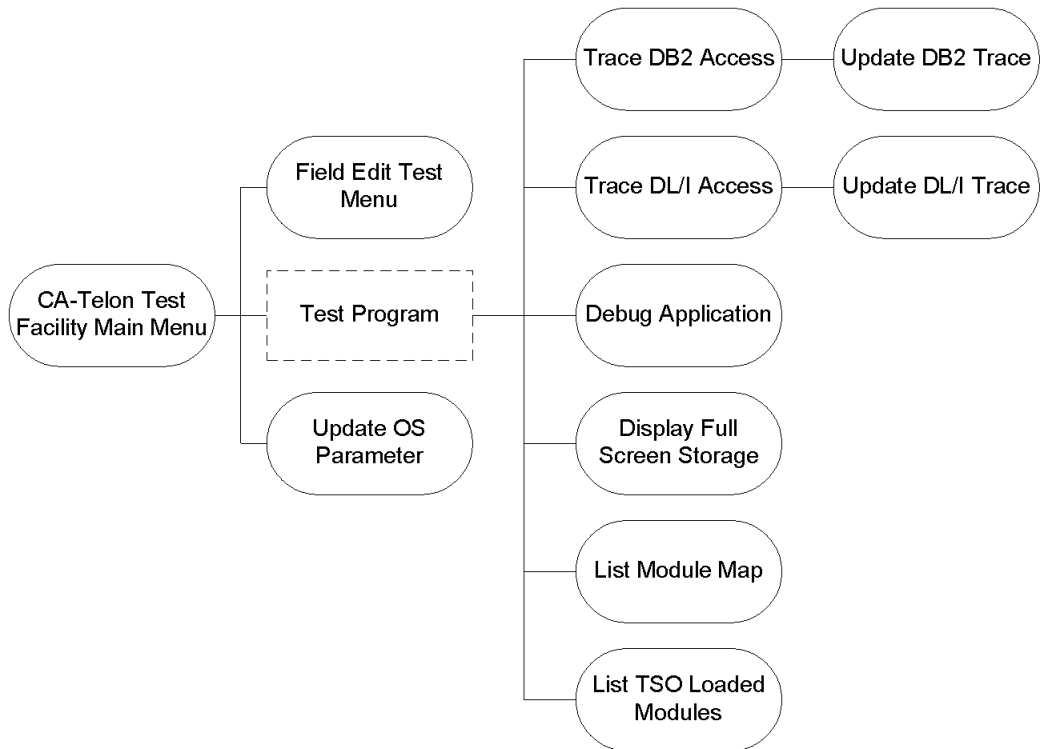 Trace DB2 Access
Update DB2 Trace
Field Edit Test
Menu
Trace DL/I Access
Update DL/I Trace
CA-Telon Test
Facility Main Menu
Test Program
Debug Application
Update OS
Parameter
Display Full
Screen Storage
List Module Map
List TSO Loaded
Modules